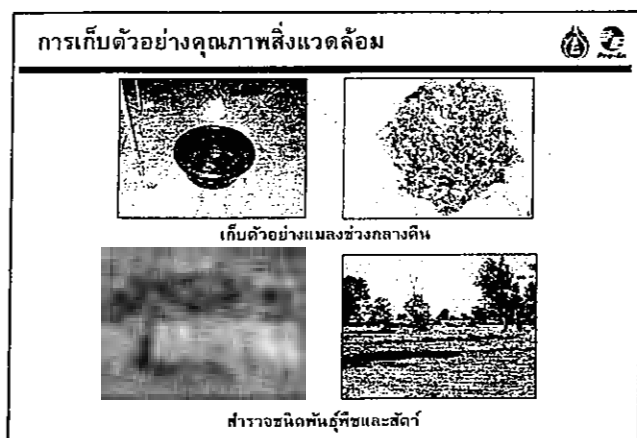 การเก็บตัวอย่างคุณภาพสิ่งแวดล้อม
Pro-En
เก็บตัวอย่างแมลงช่วงกลางคืน
สำรวจชนิดพันธุ์พืชและสัตว์